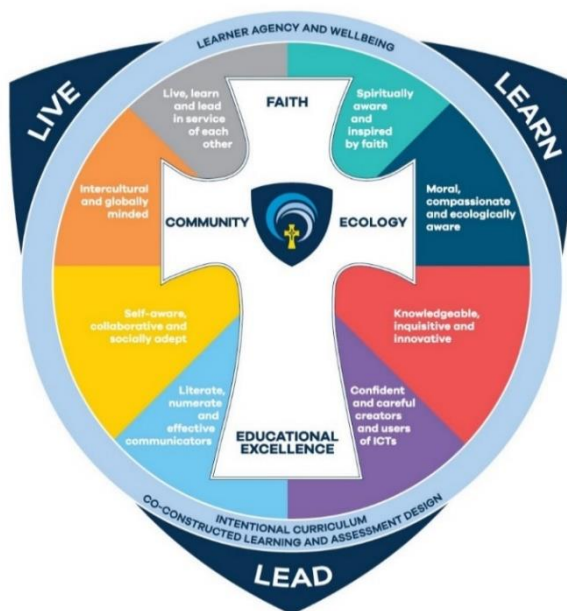 LEARNER AGENCY AND WELLBEING
LIVE
LEARN
FAITH
Live, learn
and lead
in service
of each
other
Spiritually
aware
and
inspired
by faith
Intercultural
and globally
minded
COMMUNITY
ECOLOGY
Moral,
compassionate
and ecologically
aware
Self-aware,
collaborative and
socially adept
Knowledgeable,
inquisitive and
innovative
Literate,
numerate
and
effective
communicators
Confident
and careful
creators
and users
of ICTs
EDUCATIONAL
EXCELLENCE
INTENTIONAL CURRICULUM
CO-CONSTRUCTED LEARNING AND ASSESSMENT DESIGN
LEAD